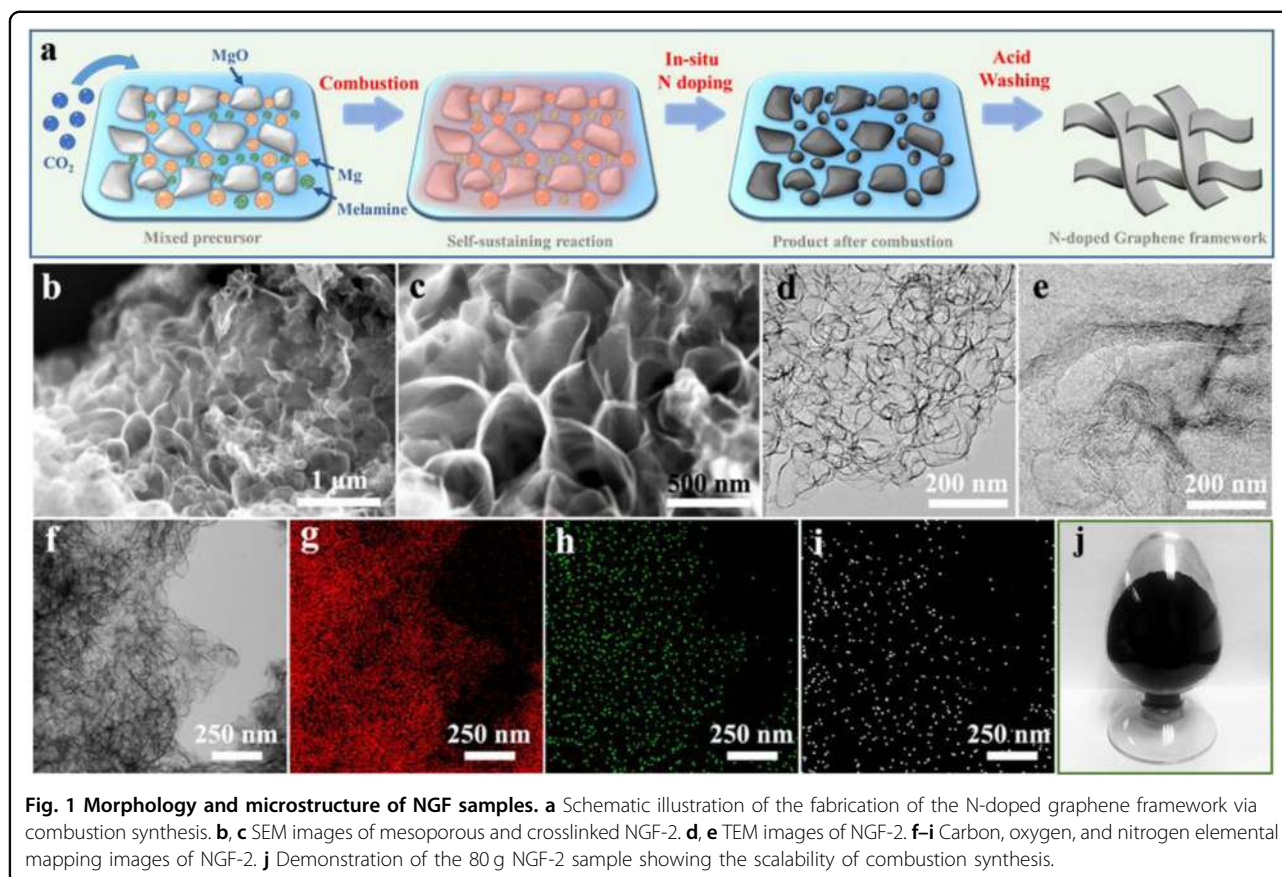 a
MgO
Combustion
In-situ
N doping
Acid
Washing
CO2
Mg
Melamine
Mixed precursor
Self-sustaining reaction
Product after combustion
N-doped Graphene framework
b
1 μm
c
500 nm
d
200 nm
e
200 nm
f
250 nm
g
250 nm
h
250 nm
i
250 nm
j
Fig. 1 Morphology and microstructure of NGF samples. a Schematic illustration of the fabrication of the N-doped graphene framework via
combustion synthesis. b, c SEM images of mesoporous and crosslinked NGF-2. d, e TEM images of NGF-2. f–i Carbon, oxygen, and nitrogen elemental
mapping images of NGF-2. j Demonstration of the 80 g NGF-2 sample showing the scalability of combustion synthesis.